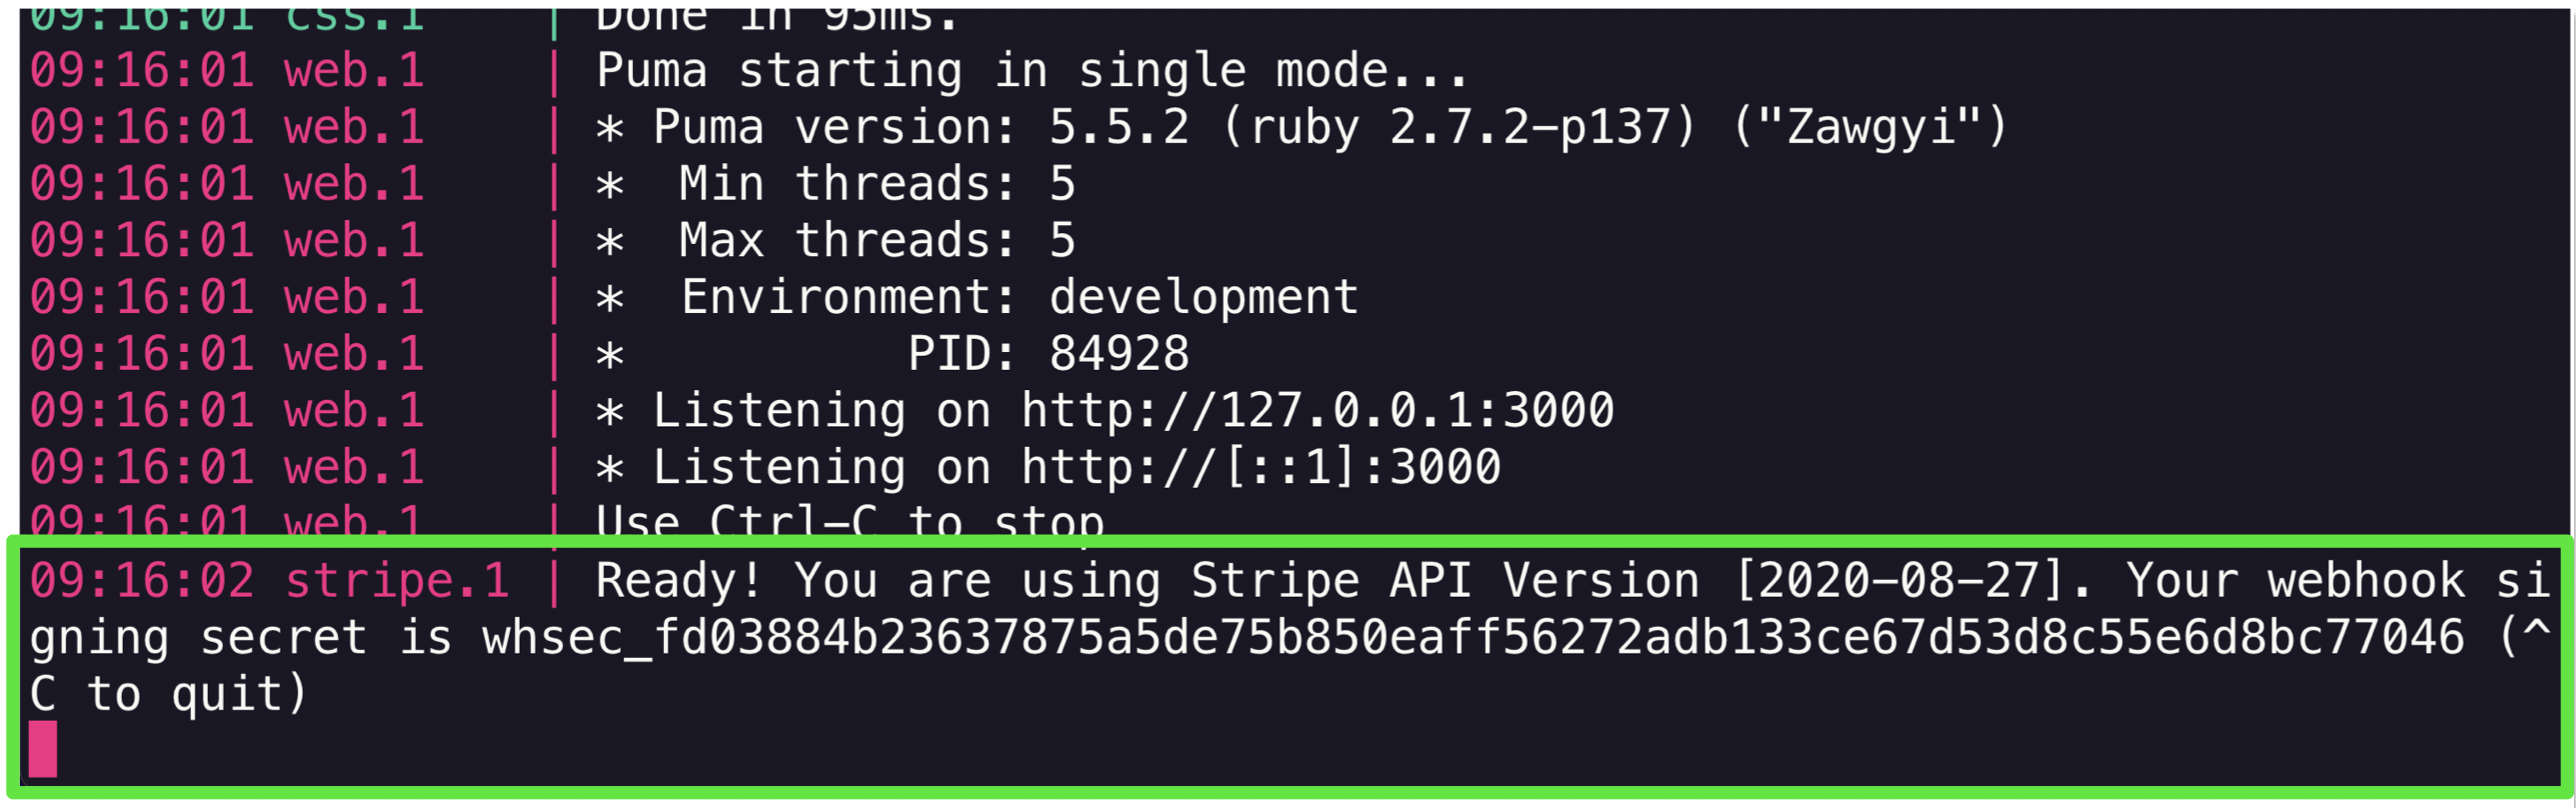 09:16:01 css.1 | Done in 95ms.
09:16:01 web.1 | Puma starting in single mode...
09:16:01 web.1 | * Puma version: 5.5.2 (ruby 2.7.2-p137) ("Zawgyi")
09:16:01 web.1 | *  Min threads: 5
09:16:01 web.1 | *  Max threads: 5
09:16:01 web.1 | *  Environment: development
09:16:01 web.1 | *          PID: 84928
09:16:01 web.1 | * Listening on http://127.0.0.1:3000
09:16:01 web.1 | * Listening on http://[::1]:3000
09:16:01 web.1 | Use Ctrl-C to stop
09:16:02 stripe.1 | Ready! You are using Stripe API Version [2020-08-27]. Your webhook si
gning secret is whsec_fd03884b23637875a5de75b850eaff56272adb133ce67d53d8c55e6d8bc77046 (^
C to quit)